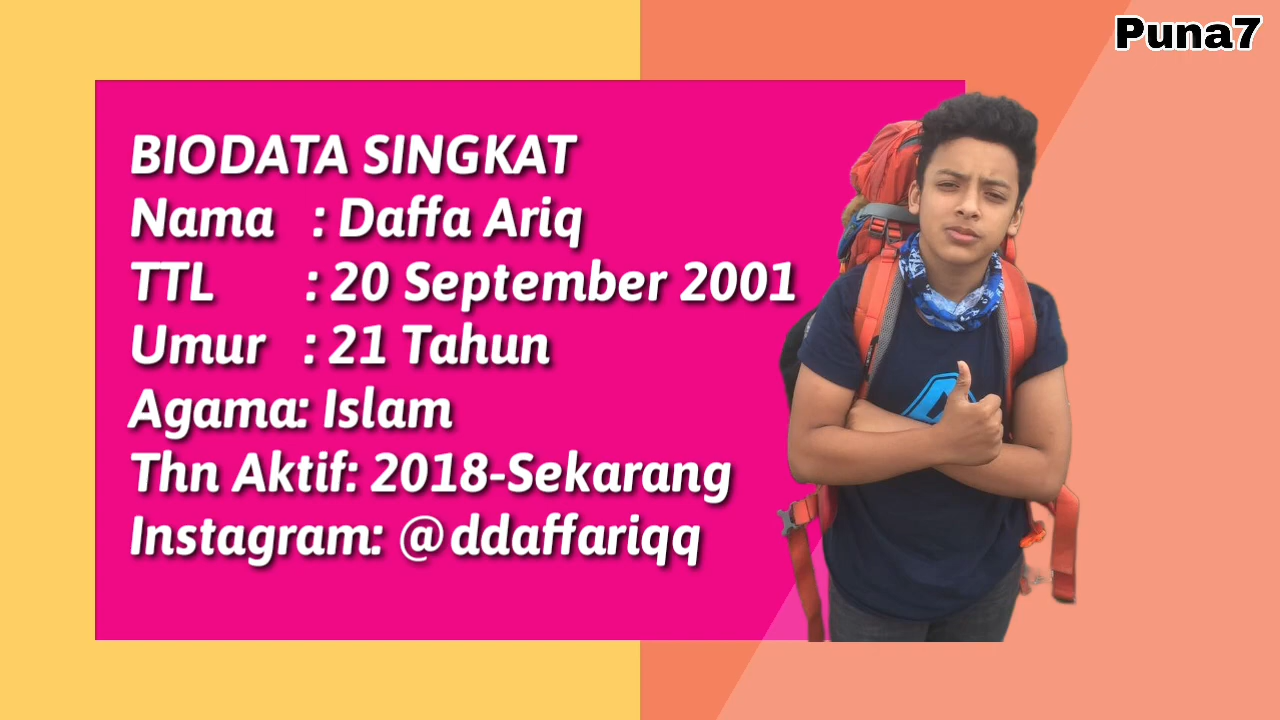 Puna7
BIODATA SINGKAT
Nama : Daffa Ariq
TTL : 20 September 2001
Umur : 21 Tahun
Agama: Islam
Thn Aktif: 2018-Sekarang
Instagram: @ddaffariqq